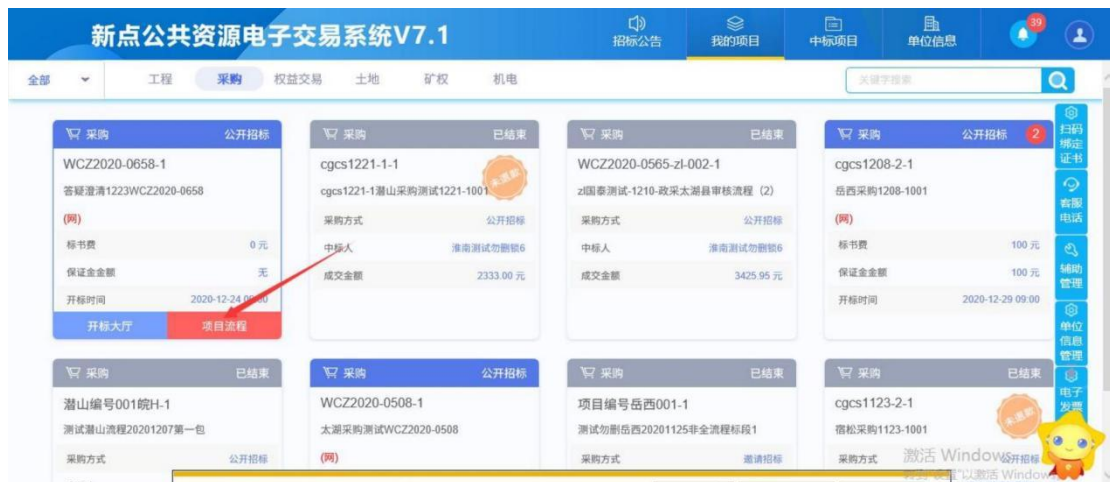 新点公共资源电子交易系统V7.1
招标公告
我的项目
中标项目
单位信息
39
全部
工程
采购
权益交易
土地
矿权
机电
关键字搜索
采购 公开招标
WCZ2020-0658-1
答疑澄清1223WCZ2020-0658
(网)
标书费 0 元
保证金金额 无
开标时间 2020-12-24 09:00
开标大厅
项目流程
采购 已结束
cgcs1221-1-1
cgcs1221-1潜山采购测试1221-1001
未退款
采购方式 公开招标
中标人 淮南测试勿删锁6
成交金额 2333.00 元
采购 已结束
WCZ2020-0565-zl-002-1
zl国泰测试-1210-政采太湖县审核流程（2）
采购方式 公开招标
中标人 淮南测试勿删锁6
成交金额 3425.95 元
采购 公开招标 2
cgcs1208-2-1
岳西采购1208-1001
(网)
标书费 100 元
保证金金额 100 元
开标时间 2020-12-29 09:00
采购 已结束
潜山编号001皖H-1
测试潜山流程20201207第一包
采购方式 公开招标
采购 公开招标
WCZ2020-0508-1
太湖采购测试WCZ2020-0508
(网)
采购 已结束
项目编号岳西001-1
测试勿删岳西20201125非全流程标段1
采购方式 邀请招标
采购 已结束
cgcs1123-2-1
宿松采购1123-1001
采购方式 公开招标
扫码
绑定
证书
客服
电话
辅助
管理
单位
信息
管理
电子
发票
激活 Windows